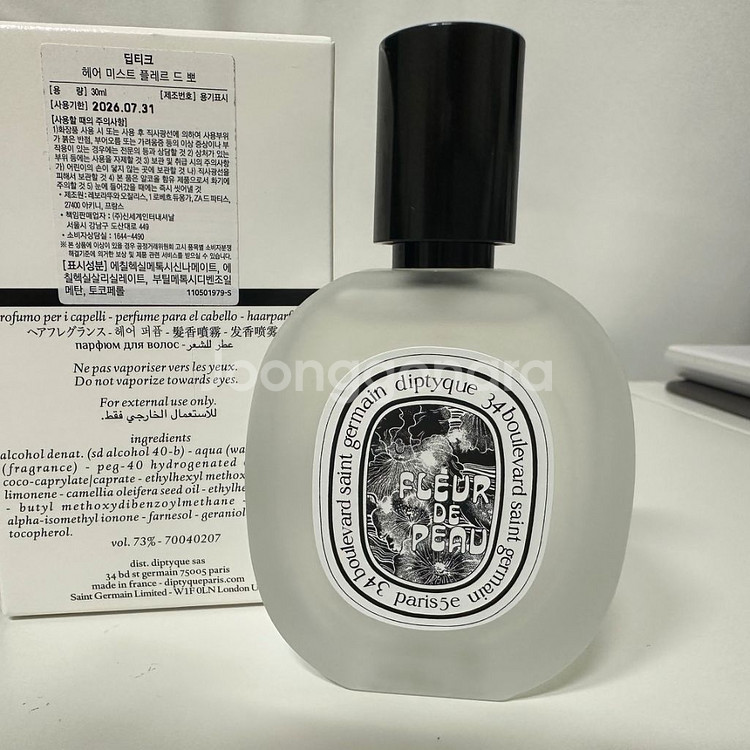 딥티크
헤어 미스트 플레르 드 뽀
[용 량] 30ml [제조번호] 용기표시
[사용기한] 2026.07.31
[사용할 때의 주의사항]
1)화장품 사용 시 또는 사용 후 직사광선에 의하여 사용부위
가 붉은 반점, 부어오름 또는 가려움증 등의 이상 증상이나 부
작용이 있는 경우에는 전문의 등과 상담할 것 2) 상처가 있는
부위 등에는 사용을 자제할 것 3) 보관 및 취급 시의 주의사항
가) 어린이의 손이 닿지 않는 곳에 보관할 것 나) 직사광선을
피해서 보관할 것 4) 본 품은 알코올 함유 제품으로서 화기에
주의할 것 5) 눈에 들어갔을 때에는 즉시 씻어낼 것
• 제조원: 레보라뚜와 오질리스, 1 로베흐 듀몽가, ZA 드 파티스,
27400 아키니, 프랑스
• 책임판매업자 : (주)신세계인터내셔날
서울시 강남구 도산대로 449
• 소비자상담실 : 1644-4490
※ 본 상품에 이상이 있을 경우 공정거래위원회 고시 품목별 소비자분쟁
해결기준에 의거한 보상 및 제품 관련 서비스를 받으실 수 있습니다.
[표시성분] 에칠헥실메톡시신나메이트, 에
칠헥실살리실레이트, 부틸메톡시디벤조일
메탄, 토코페롤
110501979-S
rofumo per i capelli - perfume para el cabello - haarparf
ヘアフレグランス - 헤어 퍼퓸 - 髮香噴霧 - 发香喷雾
парфюм для волос - عطر للشعر
Ne pas vaporiser vers les yeux.
Do not vaporize towards eyes.
For external use only.
للاستعمال الخارجي فقط.
ingredients
alcohol denat. (sd alcohol 40-b) - aqua (wa
(fragrance) - peg-40 hydrogenated
coco-caprylate|caprate - ethylhexyl methox
limonene - camellia oleifera seed oil - ethylhe
- butyl methoxydibenzoylmethane -
alpha-isomethyl ionone - farnesol - geraniol
tocopherol.
vol. 73% - 70040207
dist. diptyque sas
34 bd st germain 75005 paris
made in france - diptyqueparis.com
Saint Germain Limited - W1F 0LN London U
diptyque 34 boulevard saint germain
paris 5e
34 boulevard saint germain
FLEUR
DE
PEAU